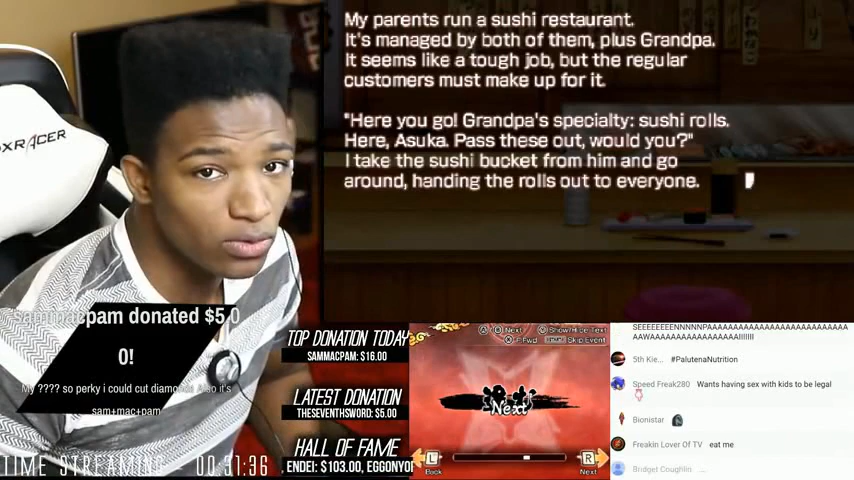 My parents run a sushi restaurant.
It's managed by both of them, plus Grandpa.
It seems like a tough job, but the regular
customers must make up for it.
"Here you go! Grandpa's specialty: sushi rolls.
Here, Asuka. Pass these out, would you?"
I take the sushi bucket from him and go
around, handing the rolls out to everyone.
DXRACER
sammacpam donated $5.0
0!
My ???? so perky i could cut diamonds Also it's
sam+mac+pam
TOP DONATION TODAY
SAMMACPAM: $16.00
LATEST DONATION
THESEVENTHSWORD: $5.00
HALL OF FAME
ENDEI: $103.00, EGGONYO
TIME STREAMING - 00:31:36
Next
Show/Hide Text
FFwd
Skip Event
Next
L
Back
R
Next
5th Kie... #PalutenaNutrition
Speed Freak280 Wants having sex with kids to be legal
Bionistar
Freakin Lover Of TV eat me
Bridget Coughlin ...